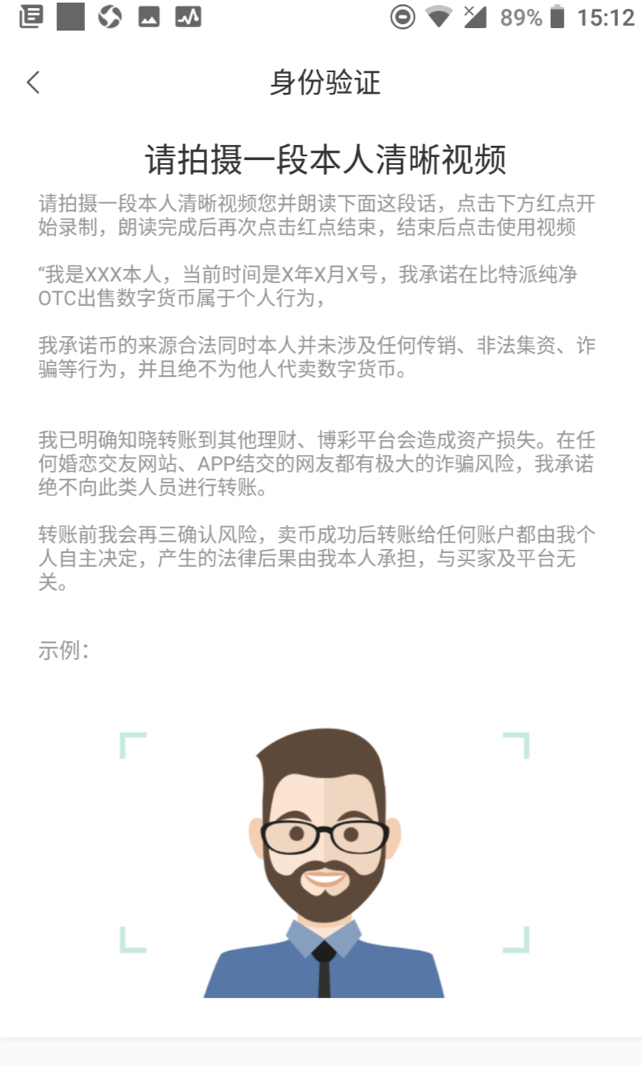 89% 15:12
身份验证
请拍摄一段本人清晰视频
请拍摄一段本人清晰视频您并朗读下面这段话，点击下方红点开
始录制，朗读完成后再次点击红点结束，结束后点击使用视频
“我是XXX本人，当前时间是X年X月X号，我承诺在比特派纯净
OTC出售数字货币属于个人行为，
我承诺币的来源合法同时本人并未涉及任何传销、非法集资、诈
骗等行为，并且绝不为他人代卖数字货币。
我已明确知晓转账到其他理财、博彩平台会造成资产损失。在任
何婚恋交友网站、APP结交的网友都有极大的诈骗风险，我承诺
绝不向此类人员进行转账。
转账前我会再三确认风险，卖币成功后转账给任何账户都由我个
人自主决定，产生的法律后果由我本人承担，与买家及平台无
关。
示例：